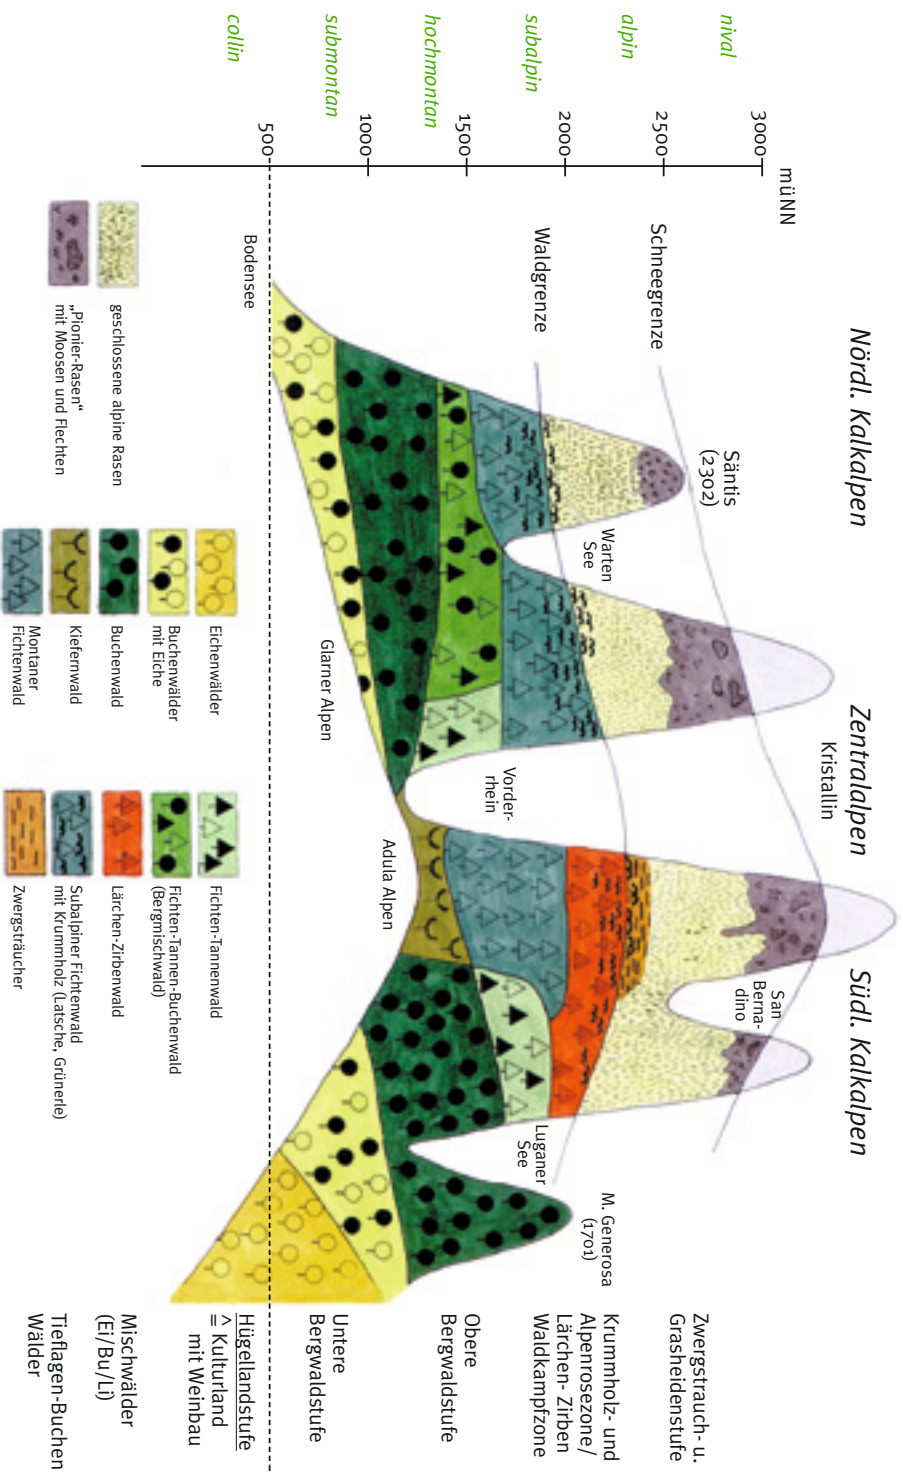 Nördl. Kalkalpen
Zentralalpen
Südl. Kalkalpen
Kristallin
müNN
3000
2500
2000
1500
1000
500
nival
alpin
subalpin
hochmontan
submontan
collin
Schneegrenze
Waldgrenze
Säntis
(2302)
Warten
See
Vorder-
rhein
San
Berna-
dino
Luganer
See
M. Generosa
(1701)
Bodensee
Glarner Alpen
Adula Alpen
Zwergstrauch- u.
Grasheidenstufe
Krummholz- und
Alpenrosezone/
Lärchen- Zirben
Waldkampfzone
Obere
Bergwaldstufe
Untere
Bergwaldstufe
Hügellandstufe
^ Kulturland
= mit Weinbau
Mischwälder
(Ei/Bu/Li)
Tieflagen-Buchen
Wälder
geschlossene alpine Rasen
„Pionier-Rasen“
mit Moosen und Flechten
Eichenwälder
Buchenwälder
mit Eiche
Buchenwald
Kiefernwald
Montaner
Fichtenwald
Fichten-Tannenwald
Fichten-Tannen-Buchenwald
(Bergmischwald)
Lärchen-Zirbenwald
Subalpiner Fichtenwald
mit Krummholz (Latsche, Grünerle)
Zwergsträucher